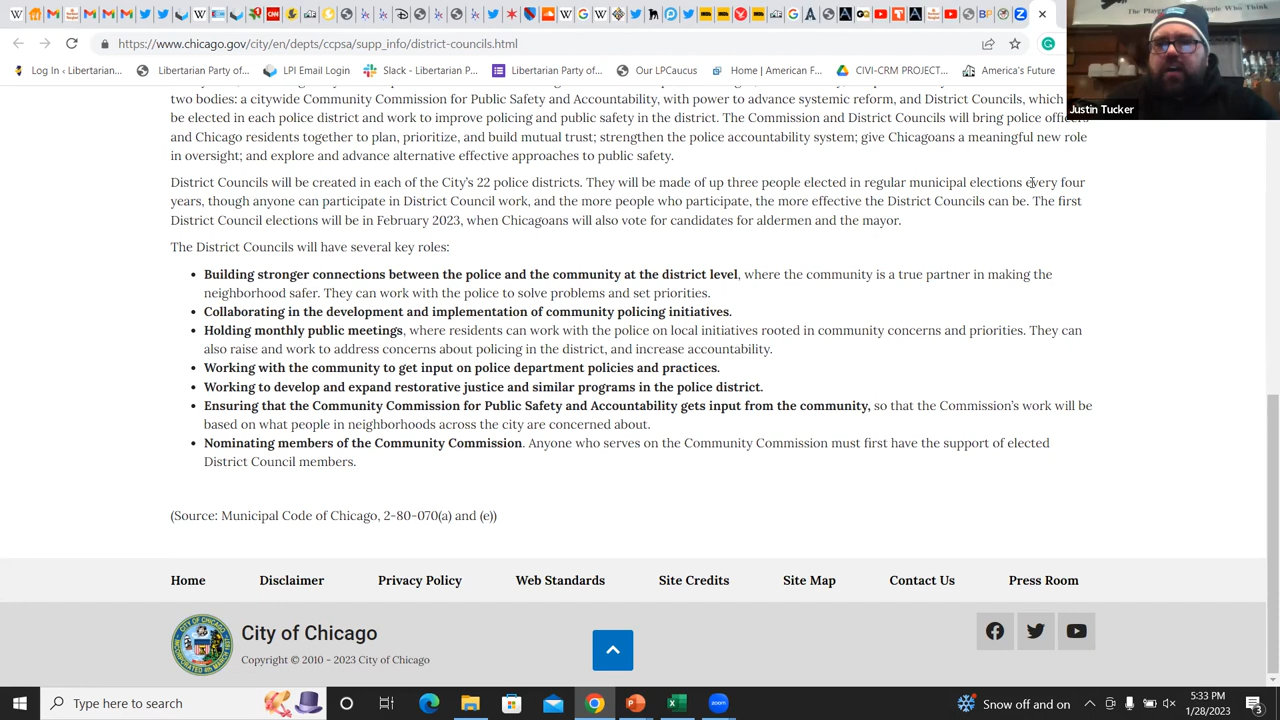 https://www.chicago.gov/city/en/depts/ccpsa/supp_info/district-councils.html
The Plac People Who Think
Justin Tucker
Log In ‹ Libertarian...
Libertarian Party of...
LPI Email Login
Slack - Libertarian P...
Libertarian Party of...
Our LPCaucus
Home | American F...
CIVI-CRM PROJECT...
America's Future
two bodies: a citywide Community Commission for Public Safety and Accountability, with power to advance systemic reform, and District Councils, which
be elected in each police district and work to improve policing and public safety in the district. The Commission and District Councils will bring police officers
and Chicago residents together to plan, prioritize, and build mutual trust; strengthen the police accountability system; give Chicagoans a meaningful new role
in oversight; and explore and advance alternative effective approaches to public safety.
District Councils will be created in each of the City's 22 police districts. They will be made of up three people elected in regular municipal elections every four
years, though anyone can participate in District Council work, and the more people who participate, the more effective the District Councils can be. The first
District Council elections will be in February 2023, when Chicagoans will also vote for candidates for aldermen and the mayor.
The District Councils will have several key roles:
• Building stronger connections between the police and the community at the district level, where the community is a true partner in making the
neighborhood safer. They can work with the police to solve problems and set priorities.
• Collaborating in the development and implementation of community policing initiatives.
• Holding monthly public meetings, where residents can work with the police on local initiatives rooted in community concerns and priorities. They can
also raise and work to address concerns about policing in the district, and increase accountability.
• Working with the community to get input on police department policies and practices.
• Working to develop and expand restorative justice and similar programs in the police district.
• Ensuring that the Community Commission for Public Safety and Accountability gets input from the community, so that the Commission's work will be
based on what people in neighborhoods across the city are concerned about.
• Nominating members of the Community Commission. Anyone who serves on the Community Commission must first have the support of elected
District Council members.
(Source: Municipal Code of Chicago, 2-80-070(a) and (e))
Home Disclaimer Privacy Policy Web Standards Site Credits Site Map Contact Us Press Room
City of Chicago
Copyright © 2010 - 2023 City of Chicago
Type here to search
zoom
Snow off and on
5:33 PM
1/28/2023
3